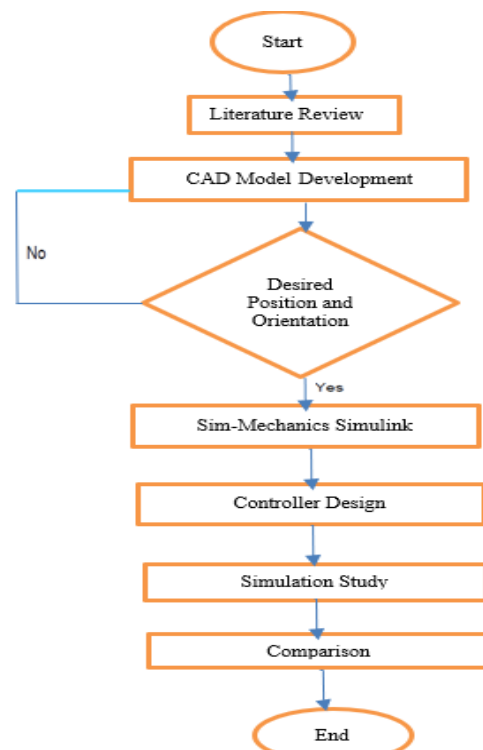 Start
Literature Review
CAD Model Development
No
Desired
Position and
Orientation
Yes
Sim-Mechanics Simulink
Controller Design
Simulation Study
Comparison
End